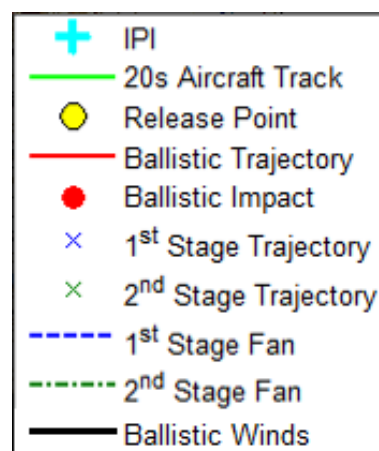 IPI
20s Aircraft Track
Release Point
Ballistic Trajectory
Ballistic Impact
1st Stage Trajectory
2nd Stage Trajectory
1st Stage Fan
2nd Stage Fan
Ballistic Winds